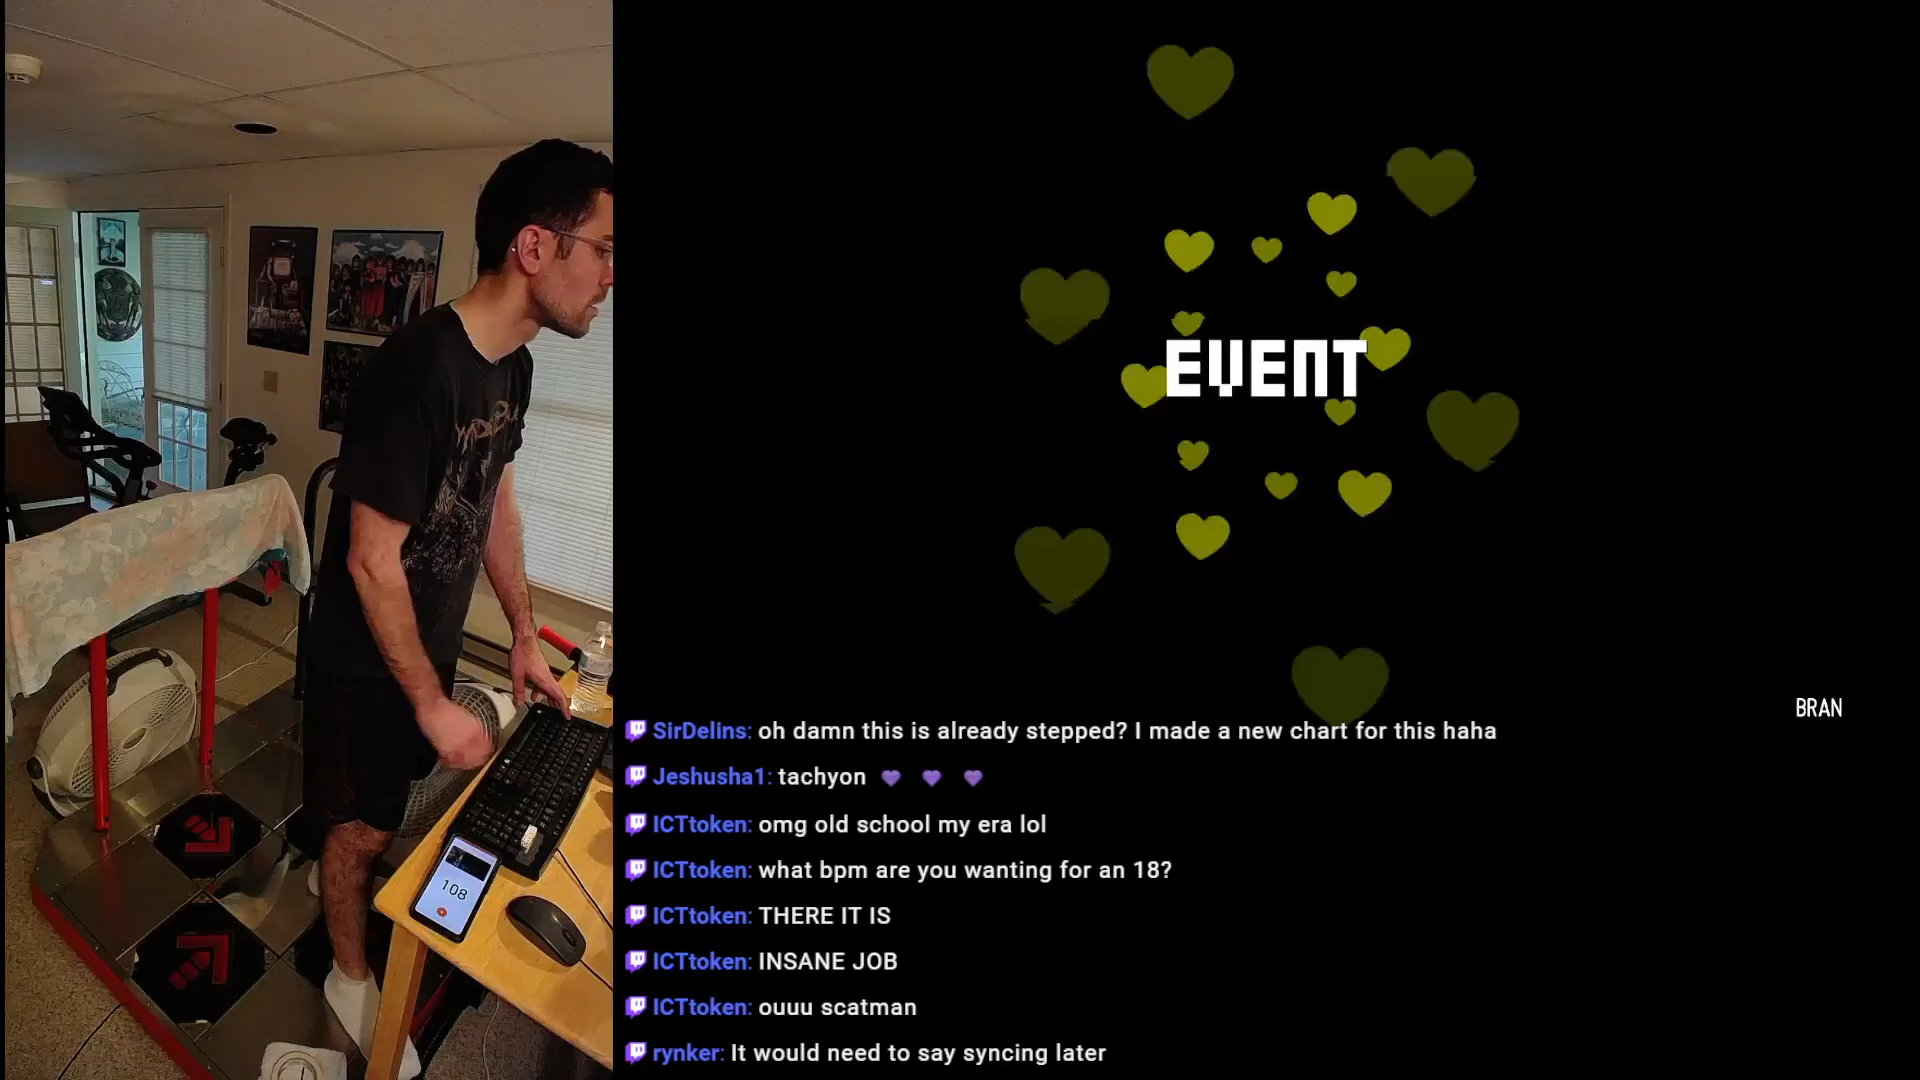 EVENT
BRAN
SirDelins: oh damn this is already stepped? I made a new chart for this haha
Jeshusha1: tachyon 💜 💜 💜
ICTtoken: omg old school my era lol
ICTtoken: what bpm are you wanting for an 18?
ICTtoken: THERE IT IS
ICTtoken: INSANE JOB
ICTtoken: ouuu scatman
rynker: It would need to say syncing later
108